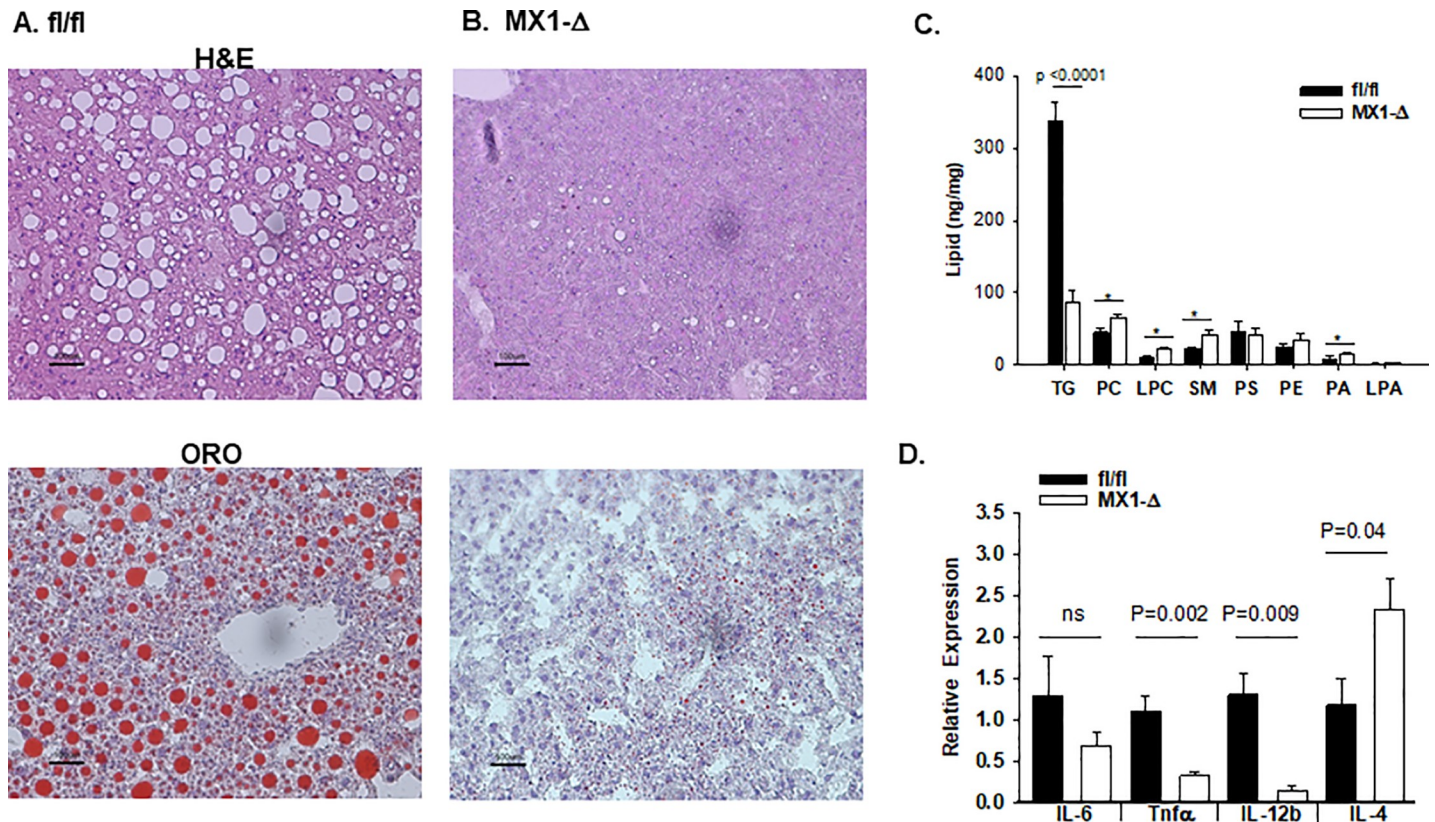 A. fl/fl
B. MX1-Δ
H&E
100um
ORO
C.
p <0.0001
fl/fl
MX1-Δ
400
300
200
100
0
Lipid (ng/mg)
* * * *
TG PC LPC SM PS PE PA LPA
D.
fl/fl
MX1-Δ
3.5
3.0
2.5
2.0
1.5
1.0
0.5
0.0
Relative Expression
ns P=0.002 P=0.009 P=0.04
IL-6 Tnfα IL-12b IL-4